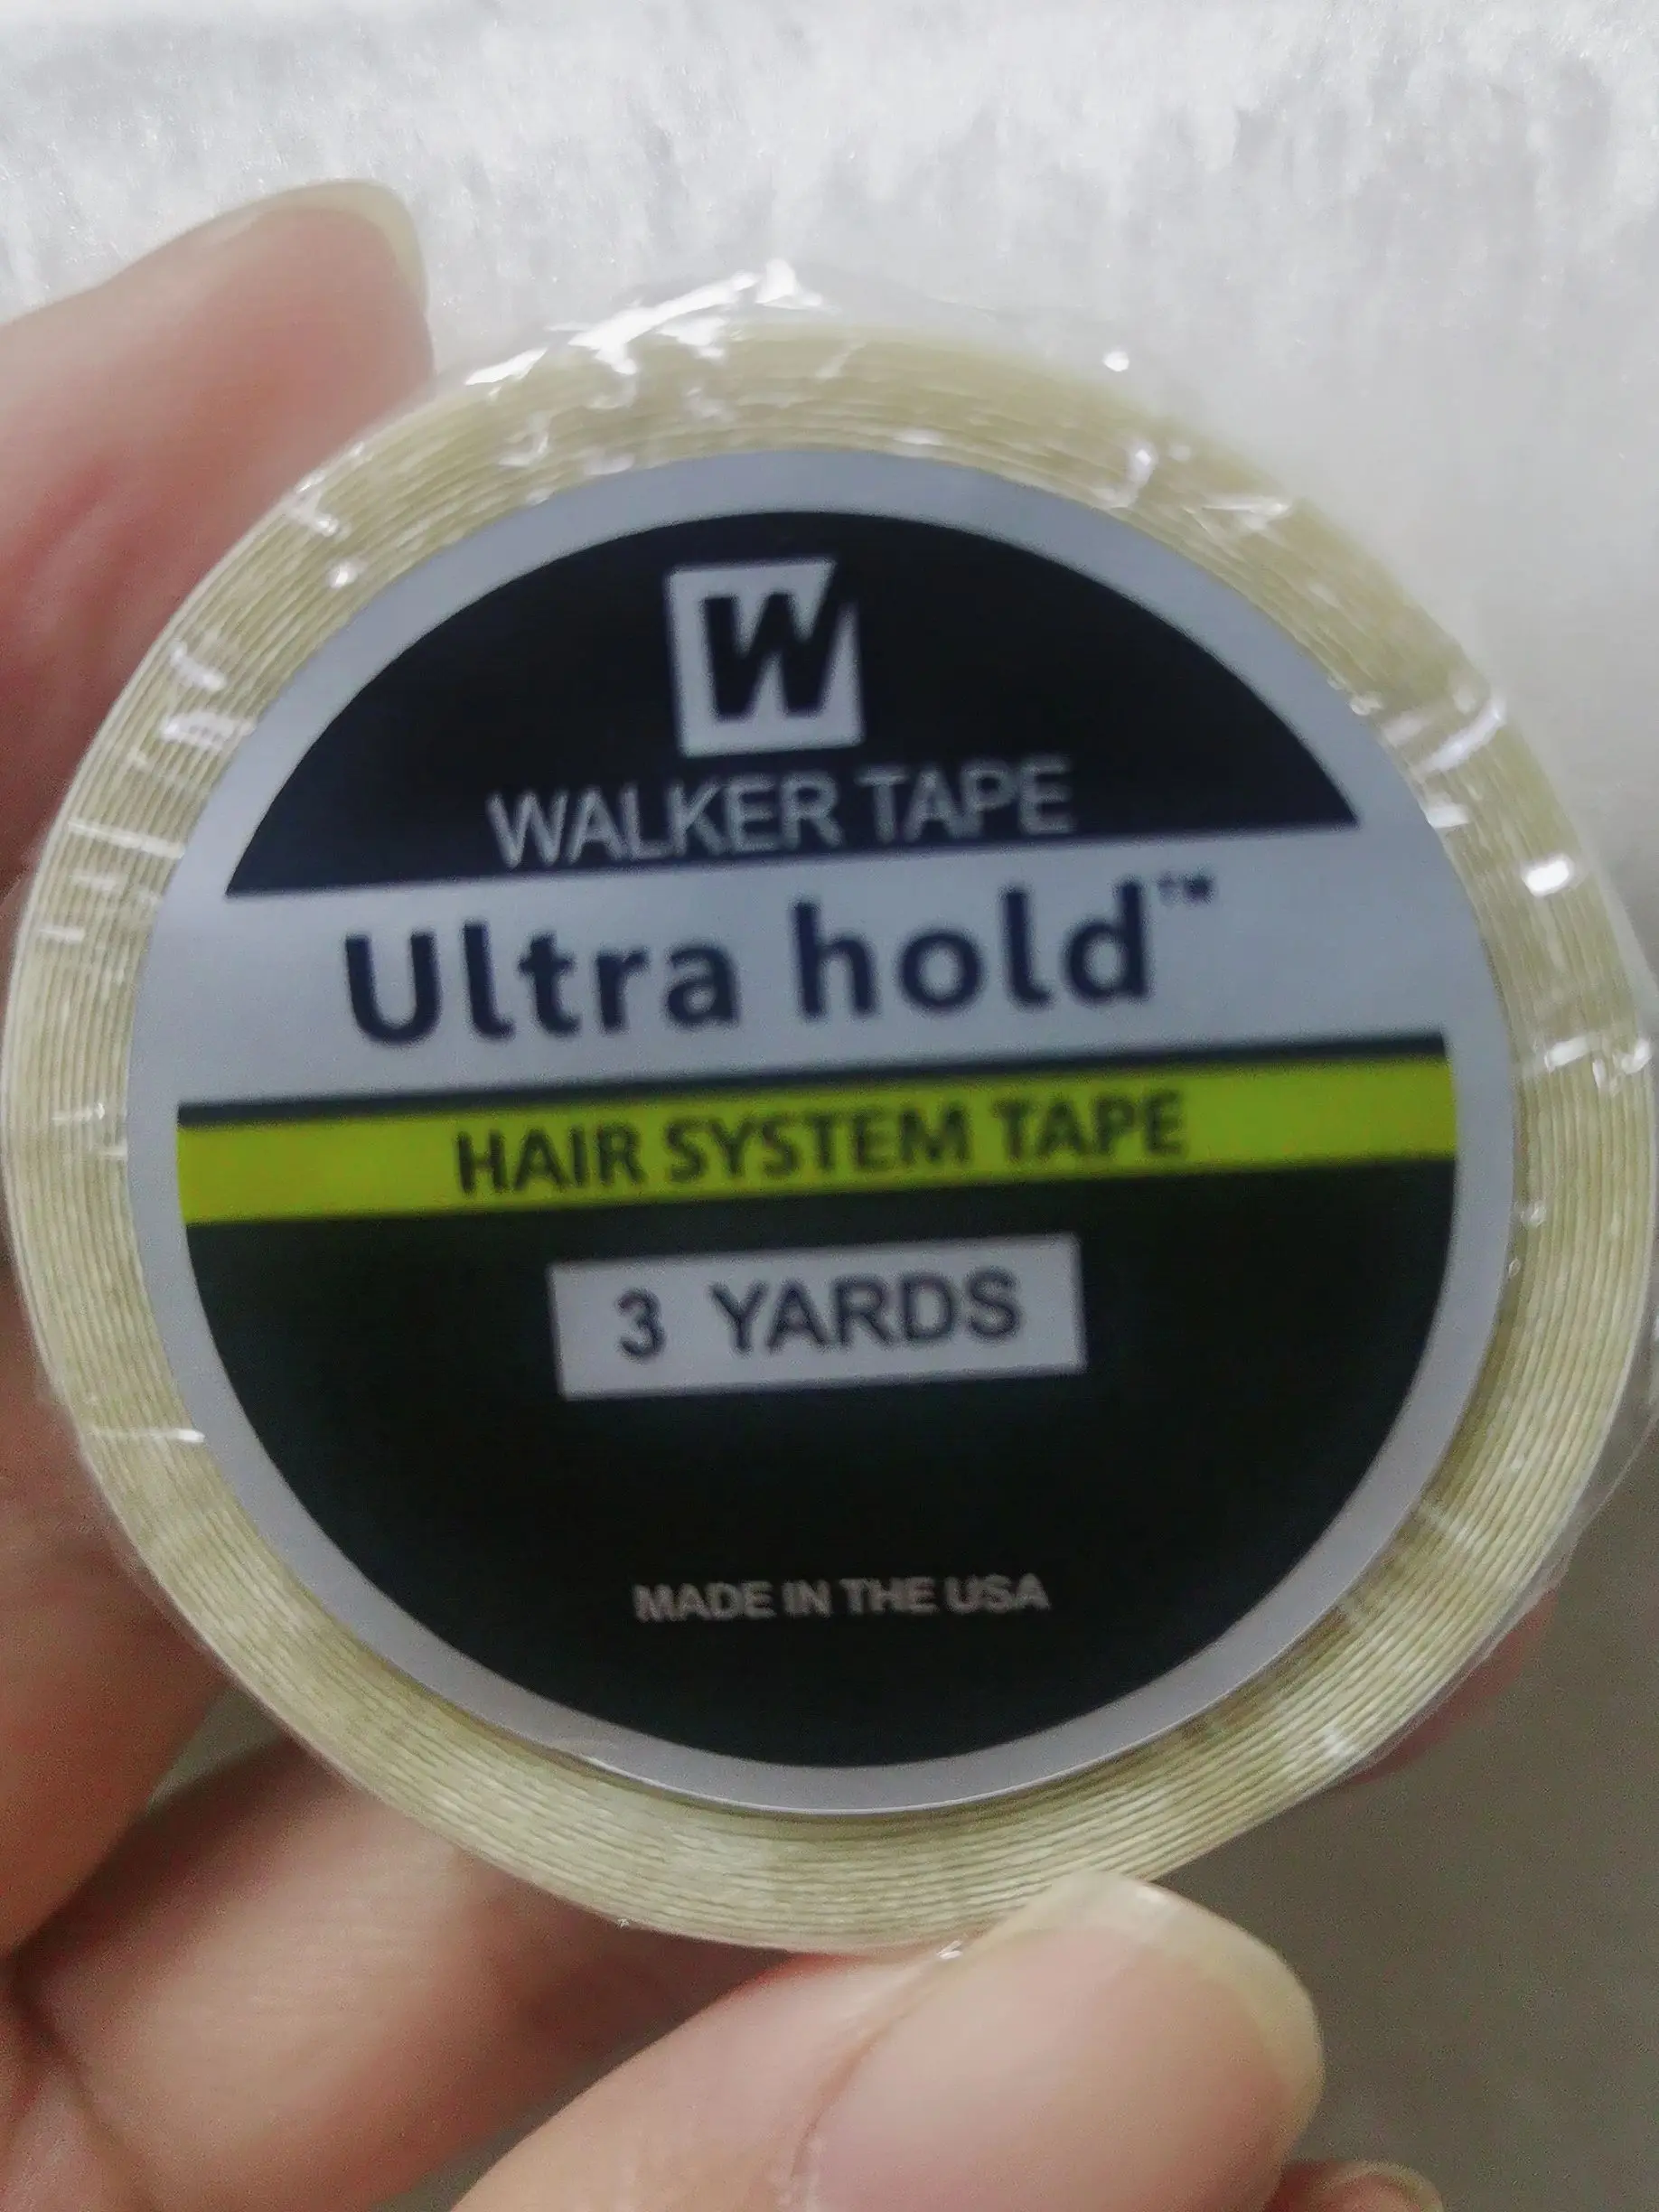 W
WALKER TAPE
Ultra hold™
HAIR SYSTEM TAPE
3 YARDS
MADE IN THE USA